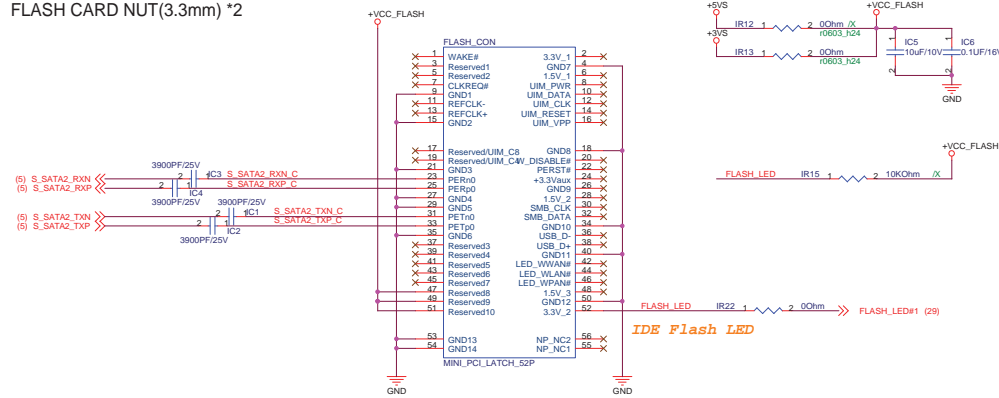 FLASH CARD NUT(3.3mm) *2
+VCC_FLASH
FLASH_CON
1 WAKE# 3.3V_1 2
3 Reserved1 GND7 4
5 Reserved2 1.5V_1 6
7 CLKREQ# UIM_PWR 8
9 GND1 UIM_DATA 10
11 REFCLK- UIM_CLK 12
13 REFCLK+ UIM_RESET 14
15 GND2 UIM_VPP 16
17 Reserved/UIM_C8 GND8 18
19 Reserved/UIM_C4 W_DISABLE# 20
21 GND3 PERST# 22
23 PERn0 +3.3Vaux 24
25 PERp0 GND9 26
27 GND4 1.5V_2 28
29 GND5 SMB_CLK 30
31 PETn0 SMB_DATA 32
33 PETp0 GND10 34
35 GND6 USB_D- 36
37 Reserved3 USB_D+ 38
39 Reserved4 GND11 40
41 Reserved5 LED_WWAN# 42
43 Reserved6 LED_WLAN# 44
45 Reserved7 LED_WPAN# 46
47 Reserved8 1.5V_3 48
49 Reserved9 GND12 50
51 Reserved10 3.3V_2 52
53 GND13 NP_NC2 56
54 GND14 NP_NC1 55
MINI_PCI_LATCH_52P
GND
GND
3900PF/25V
(5) S_SATA2_RXN 2 1 IC3 S_SATA2_RXN_C
(5) S_SATA2_RXP 2 1 IC4 S_SATA2_RXP_C
3900PF/25V 3900PF/25V
(5) S_SATA2_TXN 2 1 IC1 S_SATA2_TXN_C
(5) S_SATA2_TXP 2 1 IC2 S_SATA2_TXP_C
3900PF/25V
+5VS +VCC_FLASH
IR12 1 2 0Ohm /X
r0603_h24
+3VS
IR13 1 2 0Ohm
r0603_h24
1 2 IC5
10uF/10V
1 2 IC6
0.1UF/16V
GND
+VCC_FLASH
FLASH_LED IR15 1 2 10KOhm /X
FLASH_LED IR22 1 2 0Ohm FLASH_LED#1 (29)
IDE Flash LED